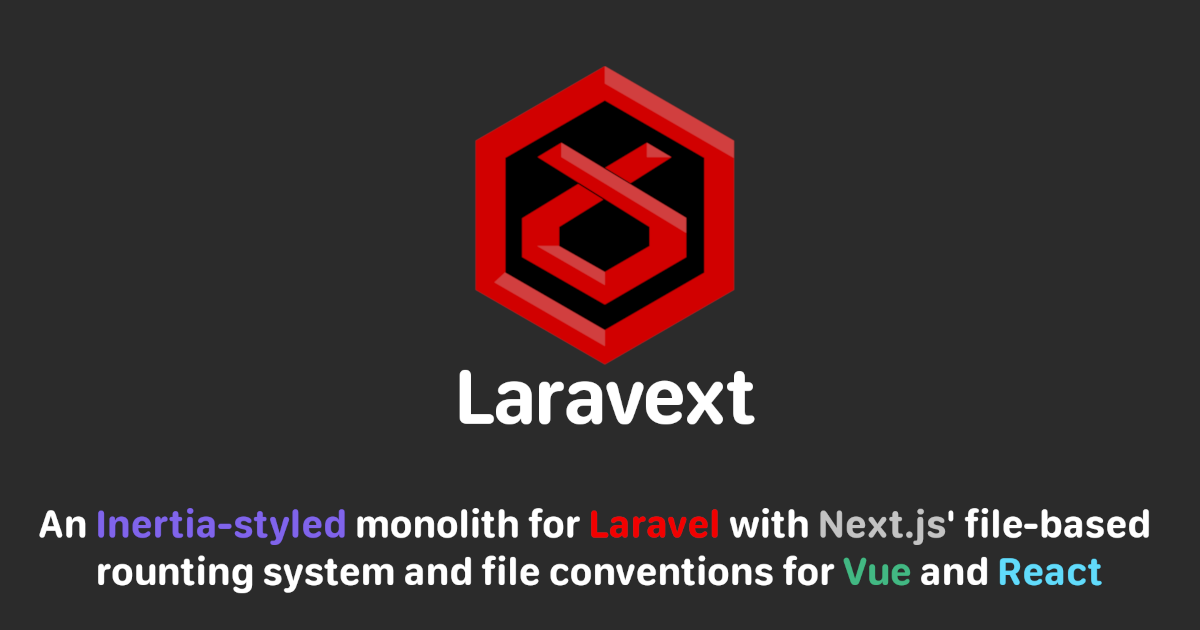 Laravext
An Inertia-styled monolith for Laravel with Next.js' file-based
rounting system and file conventions for Vue and React